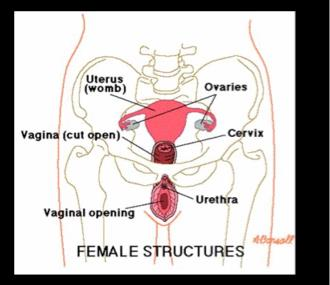 Uterus
(womb)
Ovaries
Vagina (cut open)
Cervix
Urethra
Vaginal opening
FEMALE STRUCTURES